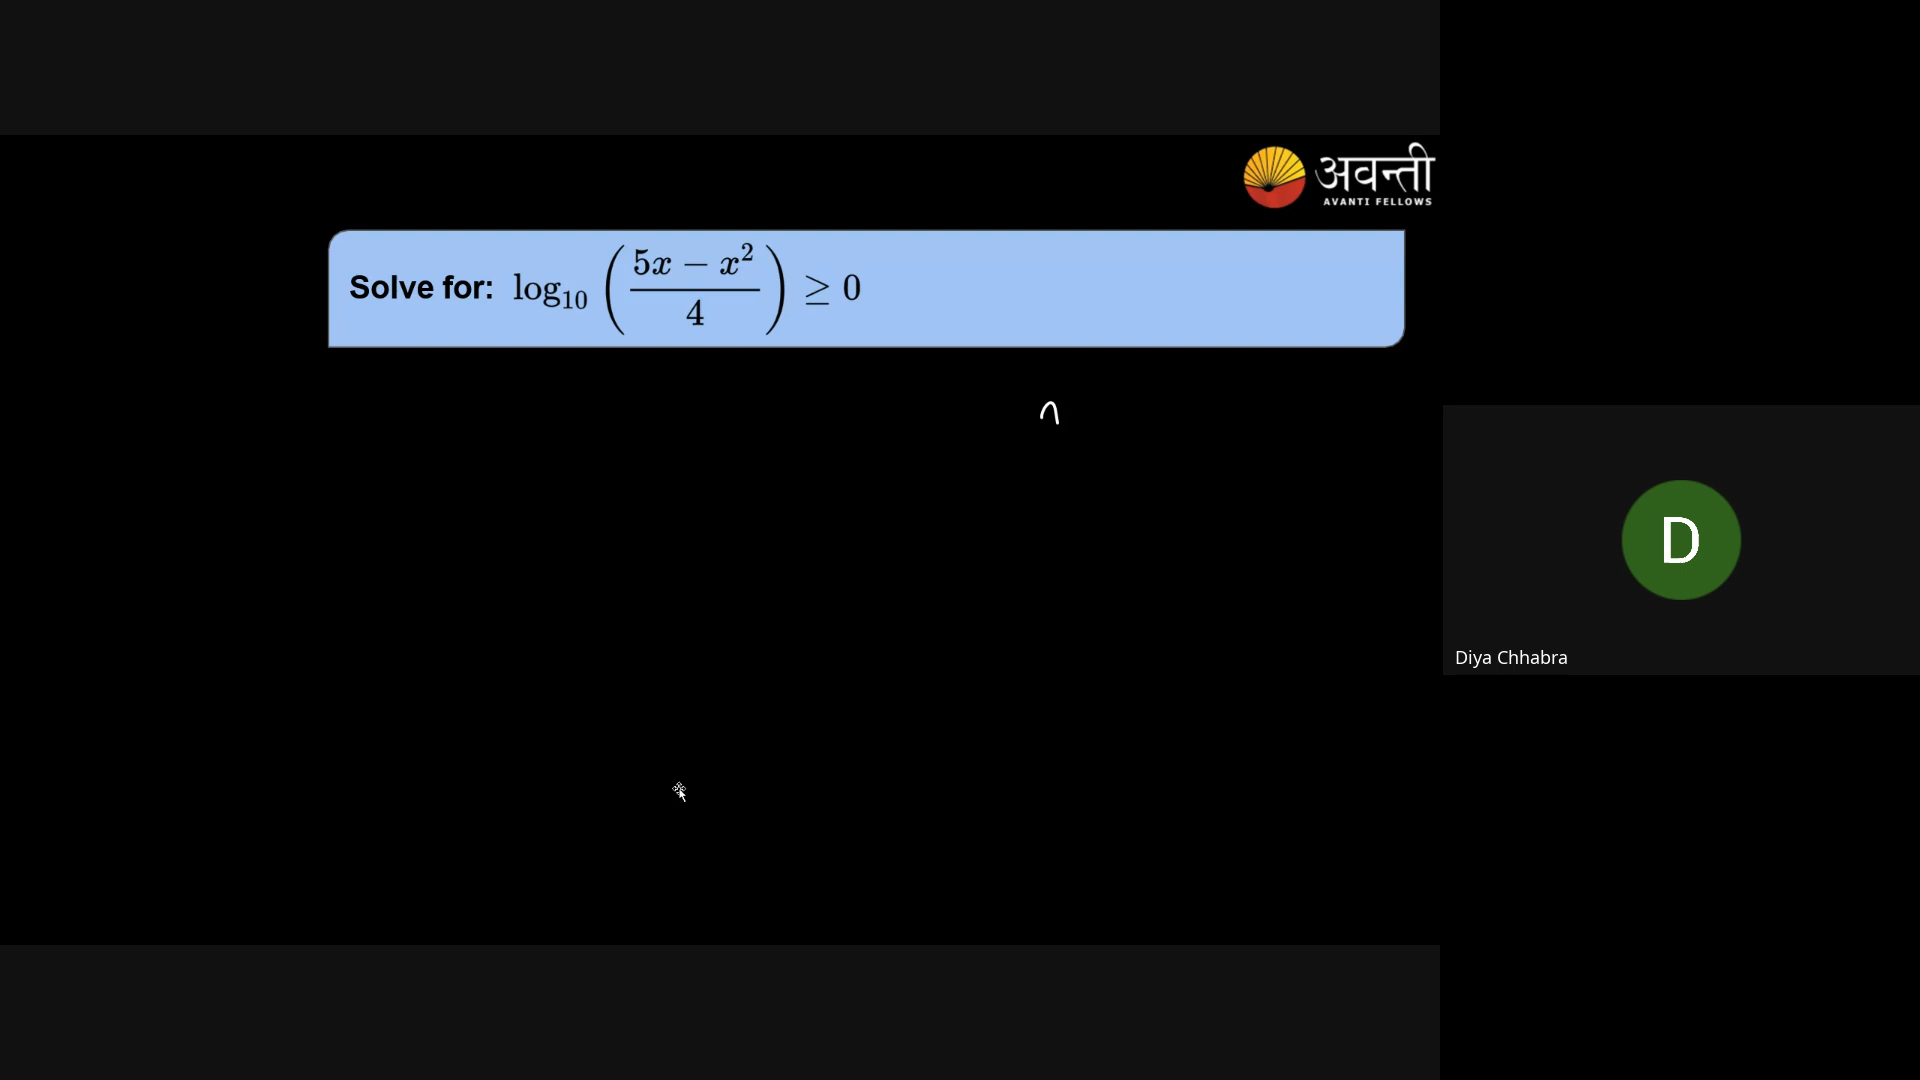 अवन्ती
AVANTI FELLOWS
Solve for: log₁₀ ((5x − x²)/4) ≥ 0
D
Diya Chhabra